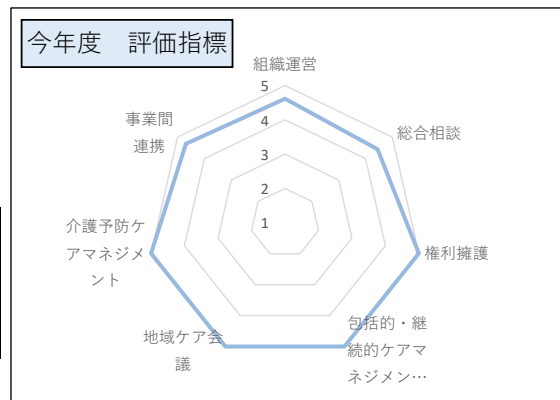 今年度　評価指標
組織運営
5
4
3
2
1
総合相談
権利擁護
包括的・継
続的ケアマ
ネジメン…
地域ケア会
議
介護予防ケ
アマネジメ
ント
事業間
連携